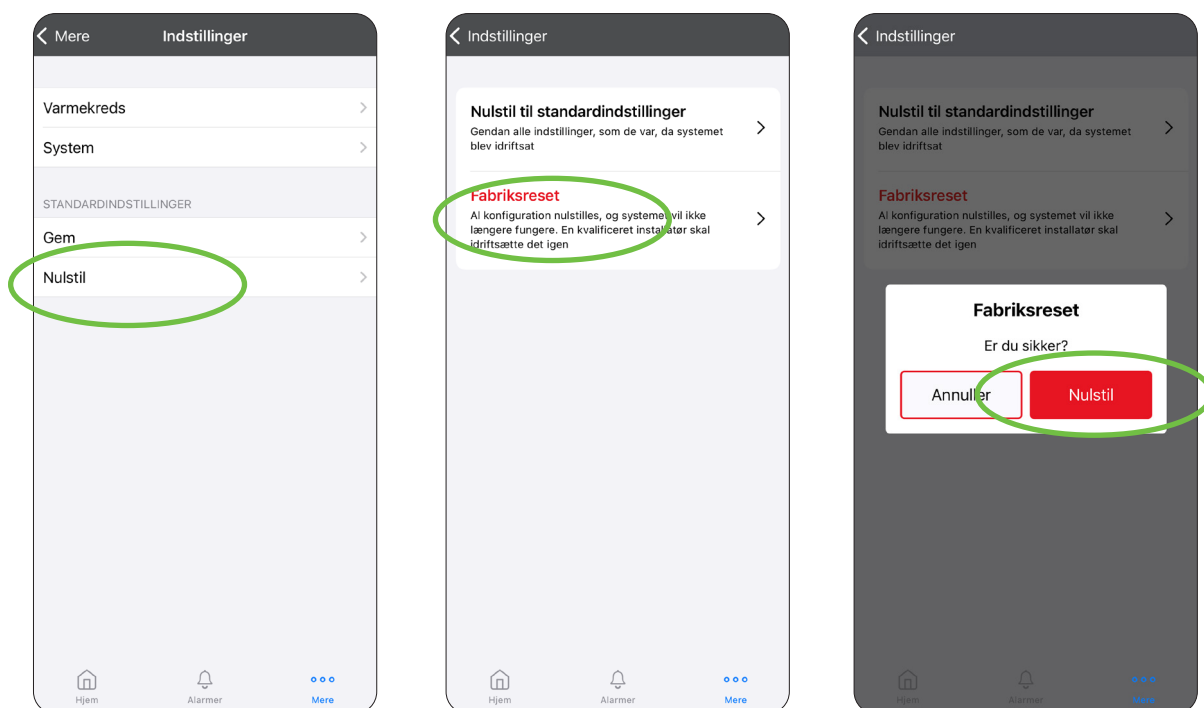 Mere
Indstillinger
Varmekreds
System
STANDARDINDSTILLINGER
Gem
Nulstil
Hjem
Alarmer
Mere
Indstillinger
Nulstil til standardindstillinger
Gendan alle indstillinger, som de var, da systemet
blev idriftsat
Fabriksreset
Al konfiguration nulstilles, og systemet vil ikke
længere fungere. En kvalificeret installatør skal
idriftsætte det igen
Hjem
Alarmer
Mere
Indstillinger
Nulstil til standardindstillinger
Gendan alle indstillinger, som de var, da systemet
blev idriftsat
Fabriksreset
Al konfiguration nulstilles, og systemet vil ikke
længere fungere. En kvalificeret installatør skal
idriftsætte det igen
Fabriksreset
Er du sikker?
Annuller
Nulstil
Hjem
Alarmer
Mere